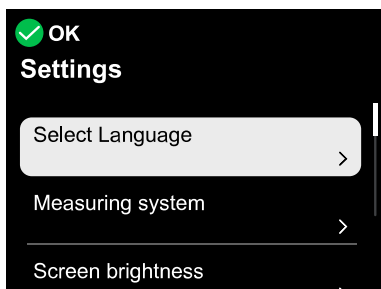 OK
Settings
Select Language
Measuring system
Screen brightness